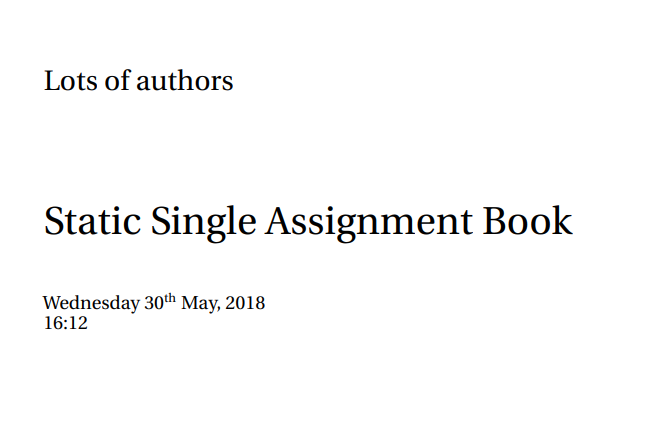 Lots of authors
Static Single Assignment Book
Wednesday 30th May, 2018
16:12